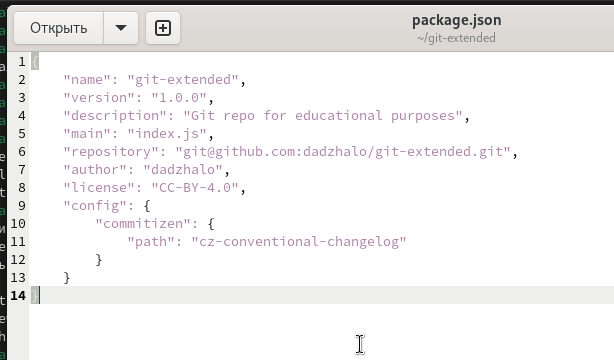 Открыть
package.json
~/git-extended
1 {
2     "name": "git-extended",
3     "version": "1.0.0",
4     "description": "Git repo for educational purposes",
5     "main": "index.js",
6     "repository": "git@github.com:dadzhalo/git-extended.git",
7     "author": "dadzhalo",
8     "license": "CC-BY-4.0",
9     "config": {
10         "commitizen": {
11             "path": "cz-conventional-changelog"
12         }
13     }
14 }